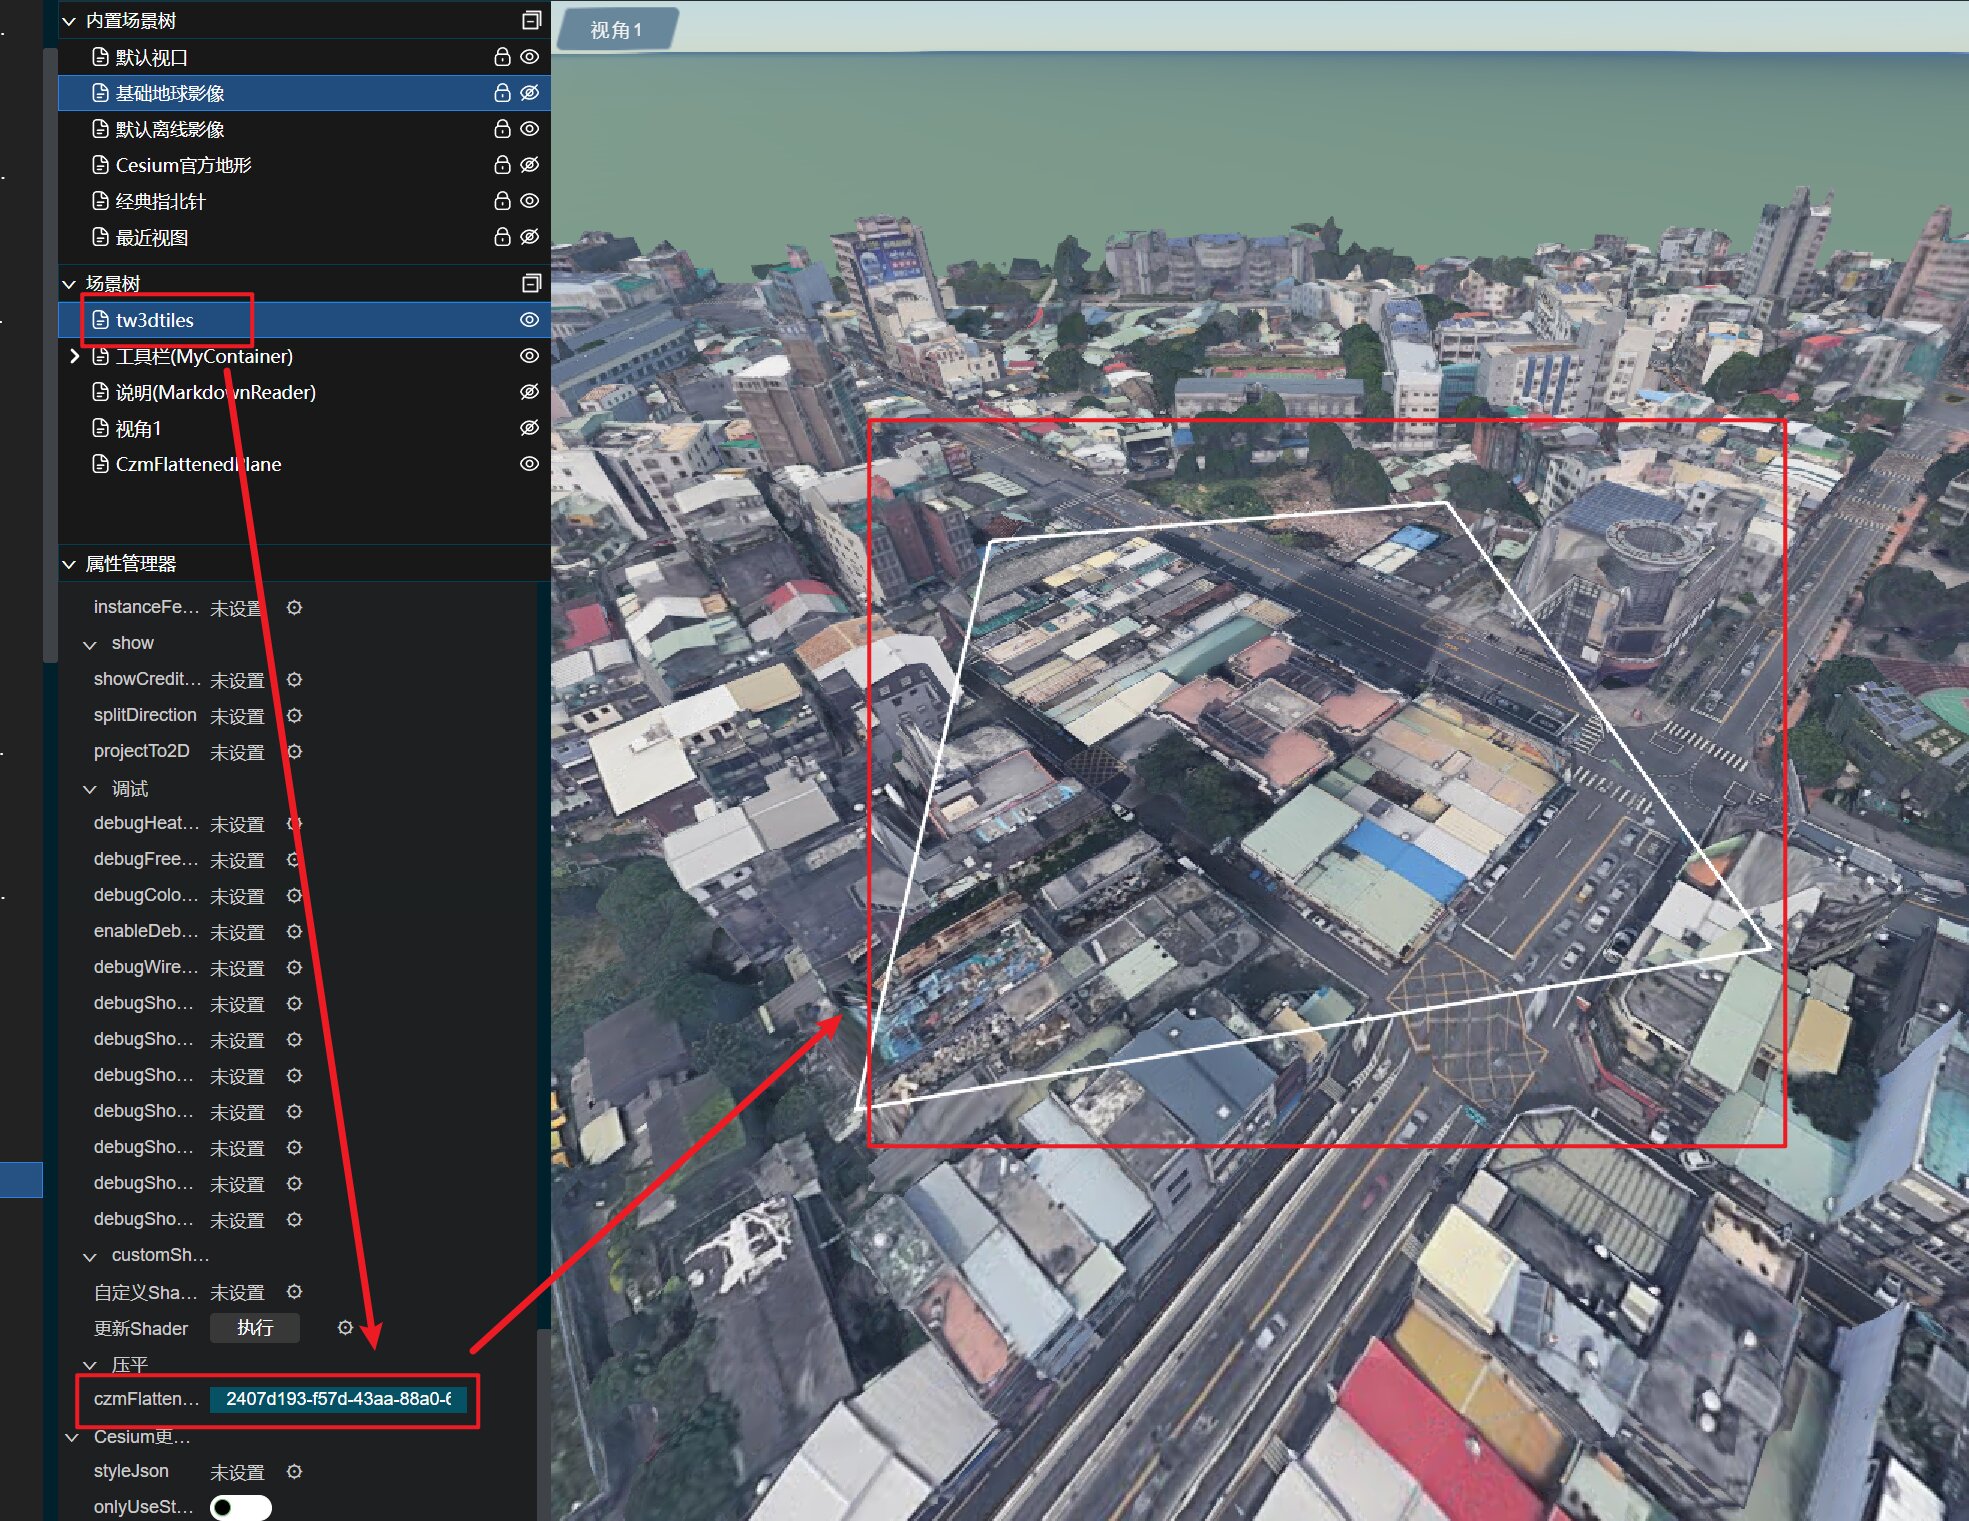 内置场景树
默认视口
基础地球影像
默认离线影像
Cesium官方地形
经典指北针
最近视图
场景树
tw3dtiles
工具栏(MyContainer)
说明(MarkdownReader)
视角1
CzmFlattenedPlane
属性管理器
instanceFe... 未设置
show
showCredit... 未设置
splitDirection 未设置
projectTo2D 未设置
调试
debugHeat... 未设置
debugFree... 未设置
debugColo... 未设置
enableDeb... 未设置
debugWire... 未设置
debugSho... 未设置
debugSho... 未设置
debugSho... 未设置
debugSho... 未设置
debugSho... 未设置
debugSho... 未设置
debugSho... 未设置
customSh...
自定义Sha... 未设置
更新Shader 执行
压平
czmFlatten... 2407d193-f57d-43aa-88a0-6
Cesium更...
styleJson 未设置
onlyUseSt...
视角1